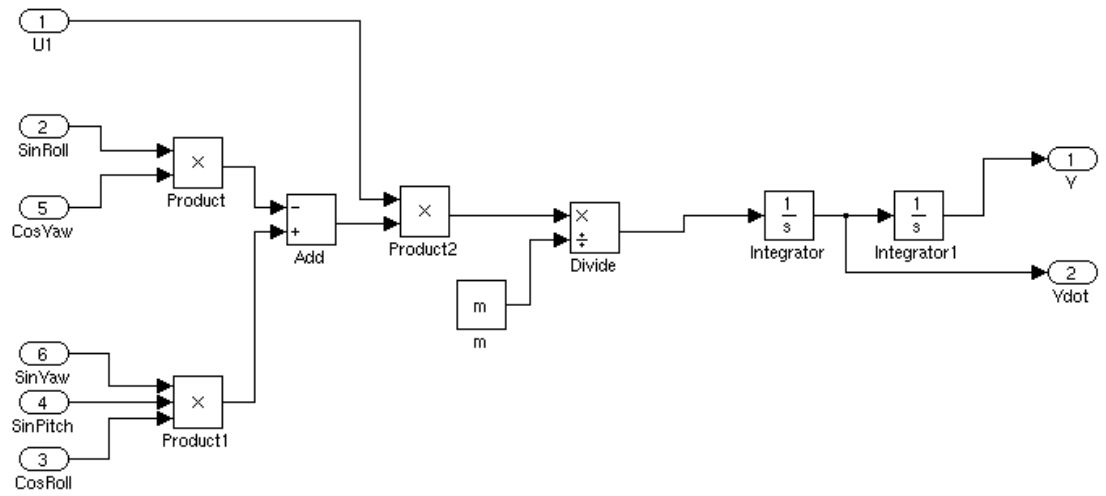 1
U1
2
SinRoll
5
CosYaw
×
Product
−
+
Add
×
Product2
×
÷
Divide
m
m
1
s
Integrator
1
s
Integrator1
1
Y
2
Ydot
6
SinYaw
4
SinPitch
3
CosRoll
×
Product1